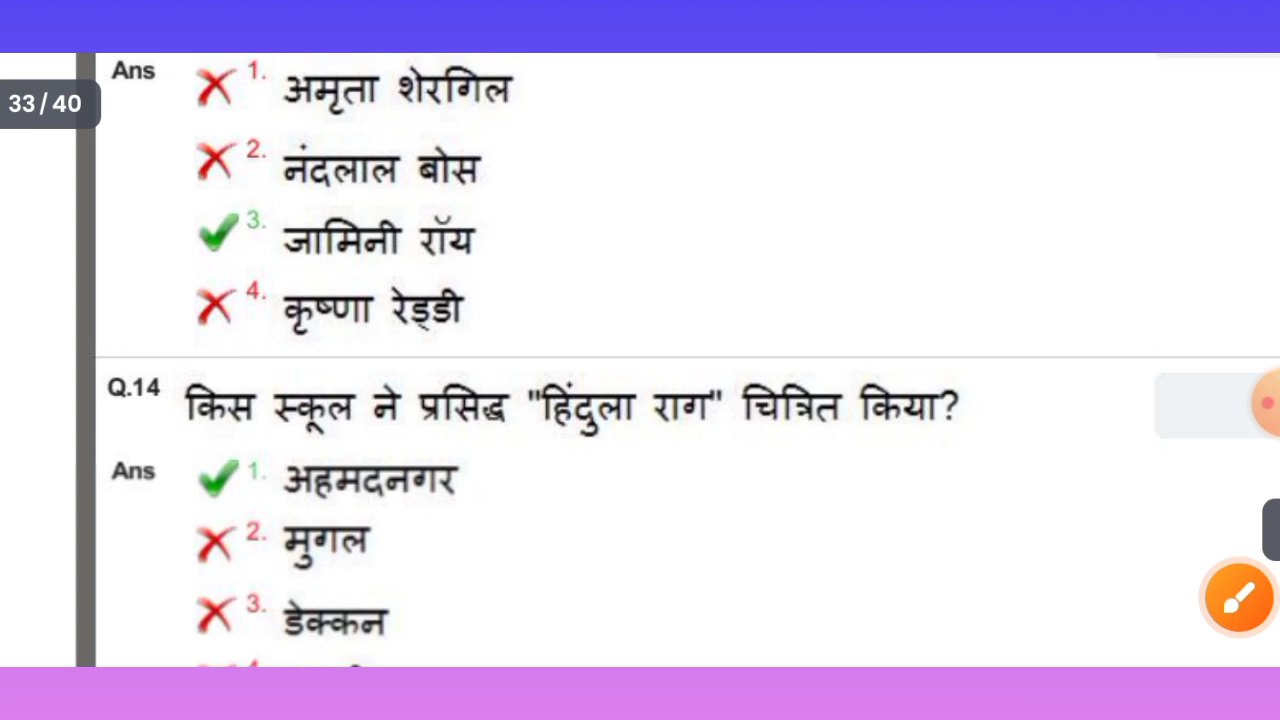 Ans 1. अमृता शेरगिल
33/40
2. नंदलाल बोस
3. जामिनी रॉय
4. कृष्णा रेड्डी
Q.14 किस स्कूल ने प्रसिद्ध "हिंदुला राग" चित्रित किया?
Ans 1. अहमदनगर
2. मुगल
3. डेक्कन